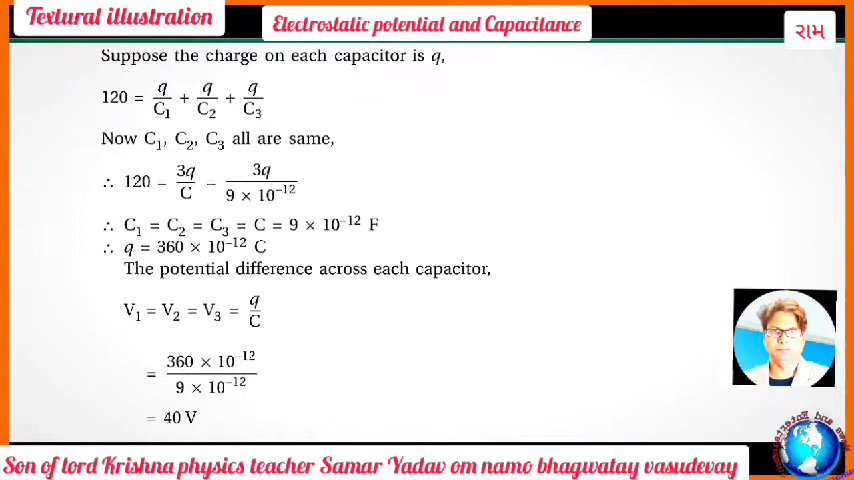 Textural illustration
Electrostatic potential and Capacitance
રામ
Suppose the charge on each capacitor is q,
120 = q/C₁ + q/C₂ + q/C₃
Now C₁, C₂, C₃ all are same,
∴ 120 = 3q/C = 3q/(9 × 10⁻¹²)
∴ C₁ = C₂ = C₃ = C = 9 × 10⁻¹² F
∴ q = 360 × 10⁻¹² C
The potential difference across each capacitor,
V₁ = V₂ = V₃ = q/C
= (360 × 10⁻¹²)/(9 × 10⁻¹²)
= 40 V
Son of lord Krishna physics teacher Samar Yadav om namo bhagwatay vasudevay